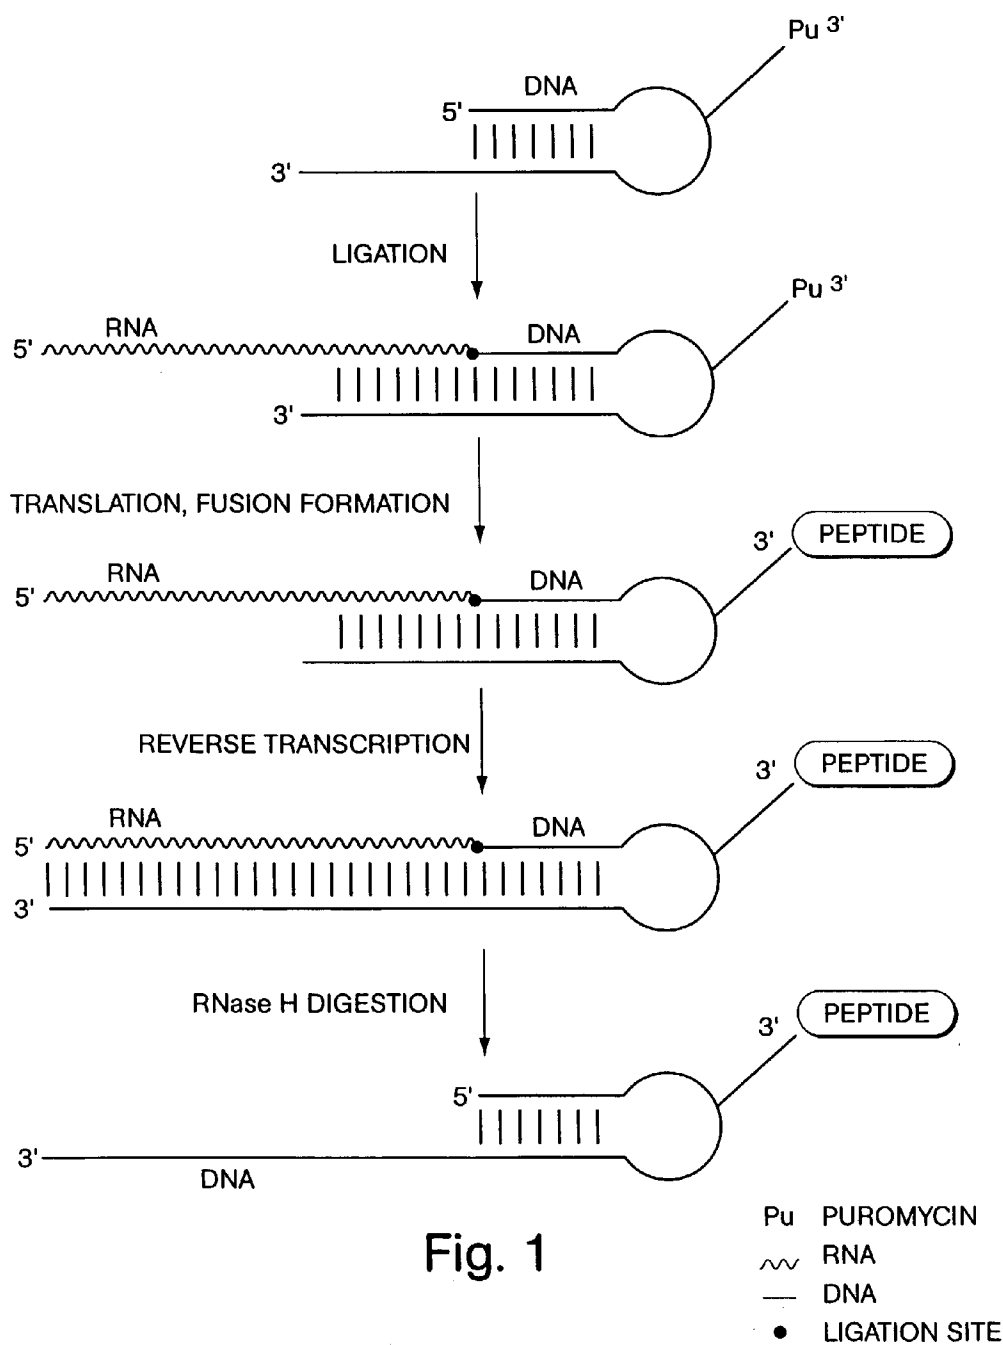 Pu 3'
DNA
5'
3'
LIGATION
Pu 3'
RNA
DNA
5'
3'
TRANSLATION, FUSION FORMATION
3' PEPTIDE
RNA
DNA
5'
REVERSE TRANSCRIPTION
3' PEPTIDE
RNA
DNA
5'
3'
RNase H DIGESTION
3' PEPTIDE
5'
3'
DNA
Fig. 1
Pu PUROMYCIN
RNA
DNA
LIGATION SITE